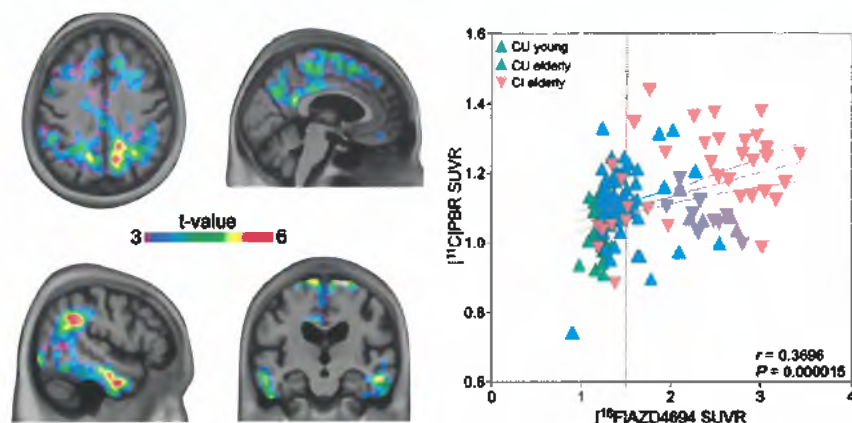 t-value
3 6
1.6
1.4
1.2
1.0
0.8
0.6
CU young
CU elderly
CI elderly
r = 0.3696
P = 0.000015
0 1 2 3 4
[¹¹C]PBR SUVR
[¹⁸F]AZD4694 SUVR